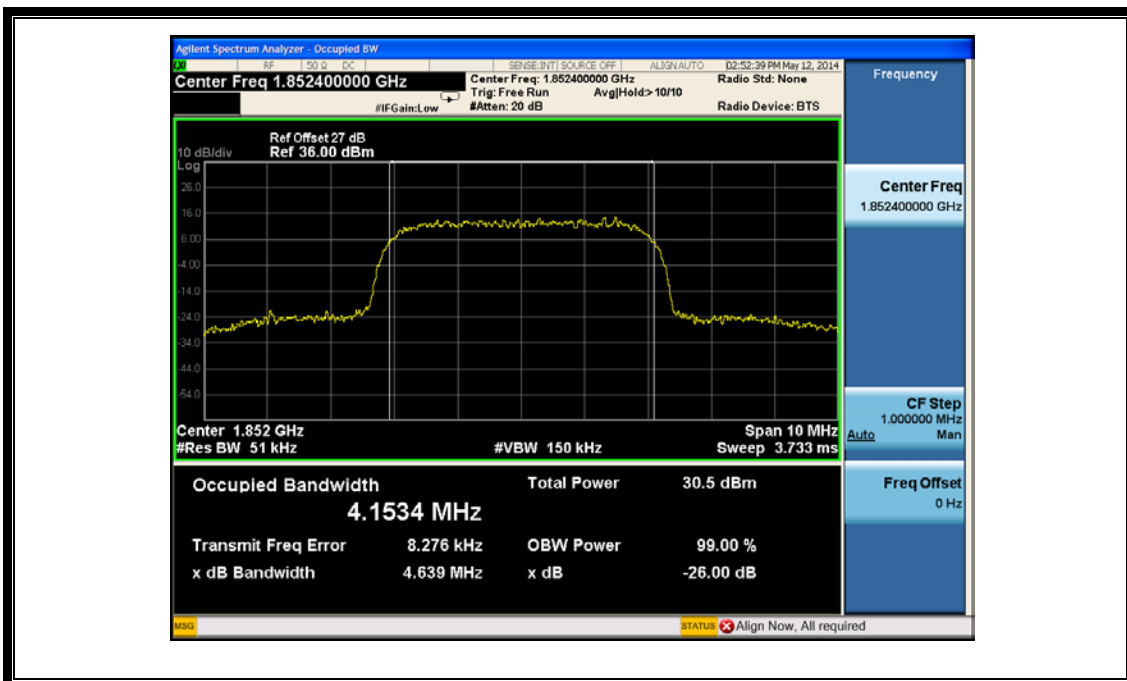 Agilent Spectrum Analyzer - Occupied BW
RF 50 Ω DC SENSE:INT SOURCE OFF ALIGN AUTO 02:52:39 PM May 12, 2014
Center Freq 1.852400000 GHz
#IFGain:Low
Center Freq: 1.852400000 GHz
Trig: Free Run Avg|Hold:>10/10
#Atten: 20 dB
Radio Std: None
Radio Device: BTS
Ref Offset 27 dB
10 dB/div Ref 36.00 dBm
Log
26.0
16.0
6.00
-4.00
-14.0
-24.0
-34.0
-44.0
-54.0
Center 1.852 GHz Span 10 MHz
#Res BW 51 kHz #VBW 150 kHz Sweep 3.733 ms
Occupied Bandwidth Total Power 30.5 dBm
4.1534 MHz
Transmit Freq Error 8.276 kHz OBW Power 99.00 %
x dB Bandwidth 4.639 MHz x dB -26.00 dB
Frequency
Center Freq
1.852400000 GHz
CF Step
1.000000 MHz
Auto Man
Freq Offset
0 Hz
MSG STATUS Align Now, All required